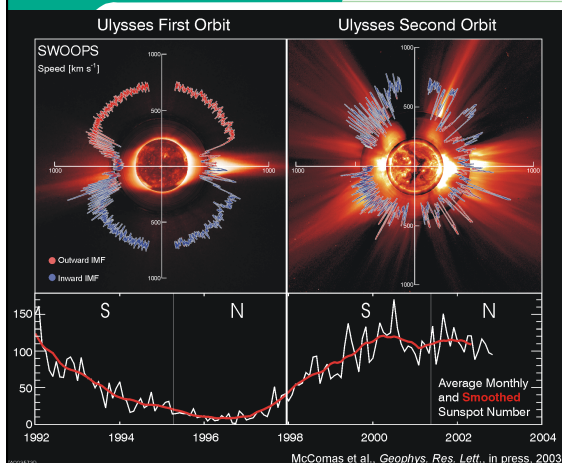 Ulysses First Orbit
Ulysses Second Orbit
SWOOPS
Speed [km s⁻¹]
1000
500
1000
1000
500
1000
Outward IMF
Inward IMF
1000
500
1000
1000
500
1000
S
N
S
N
150
100
50
0
Average Monthly
and Smoothed
Sunspot Number
1992
1994
1996
1998
2000
2002
2004
McComas et al., Geophys. Res. Lett., in press, 2003